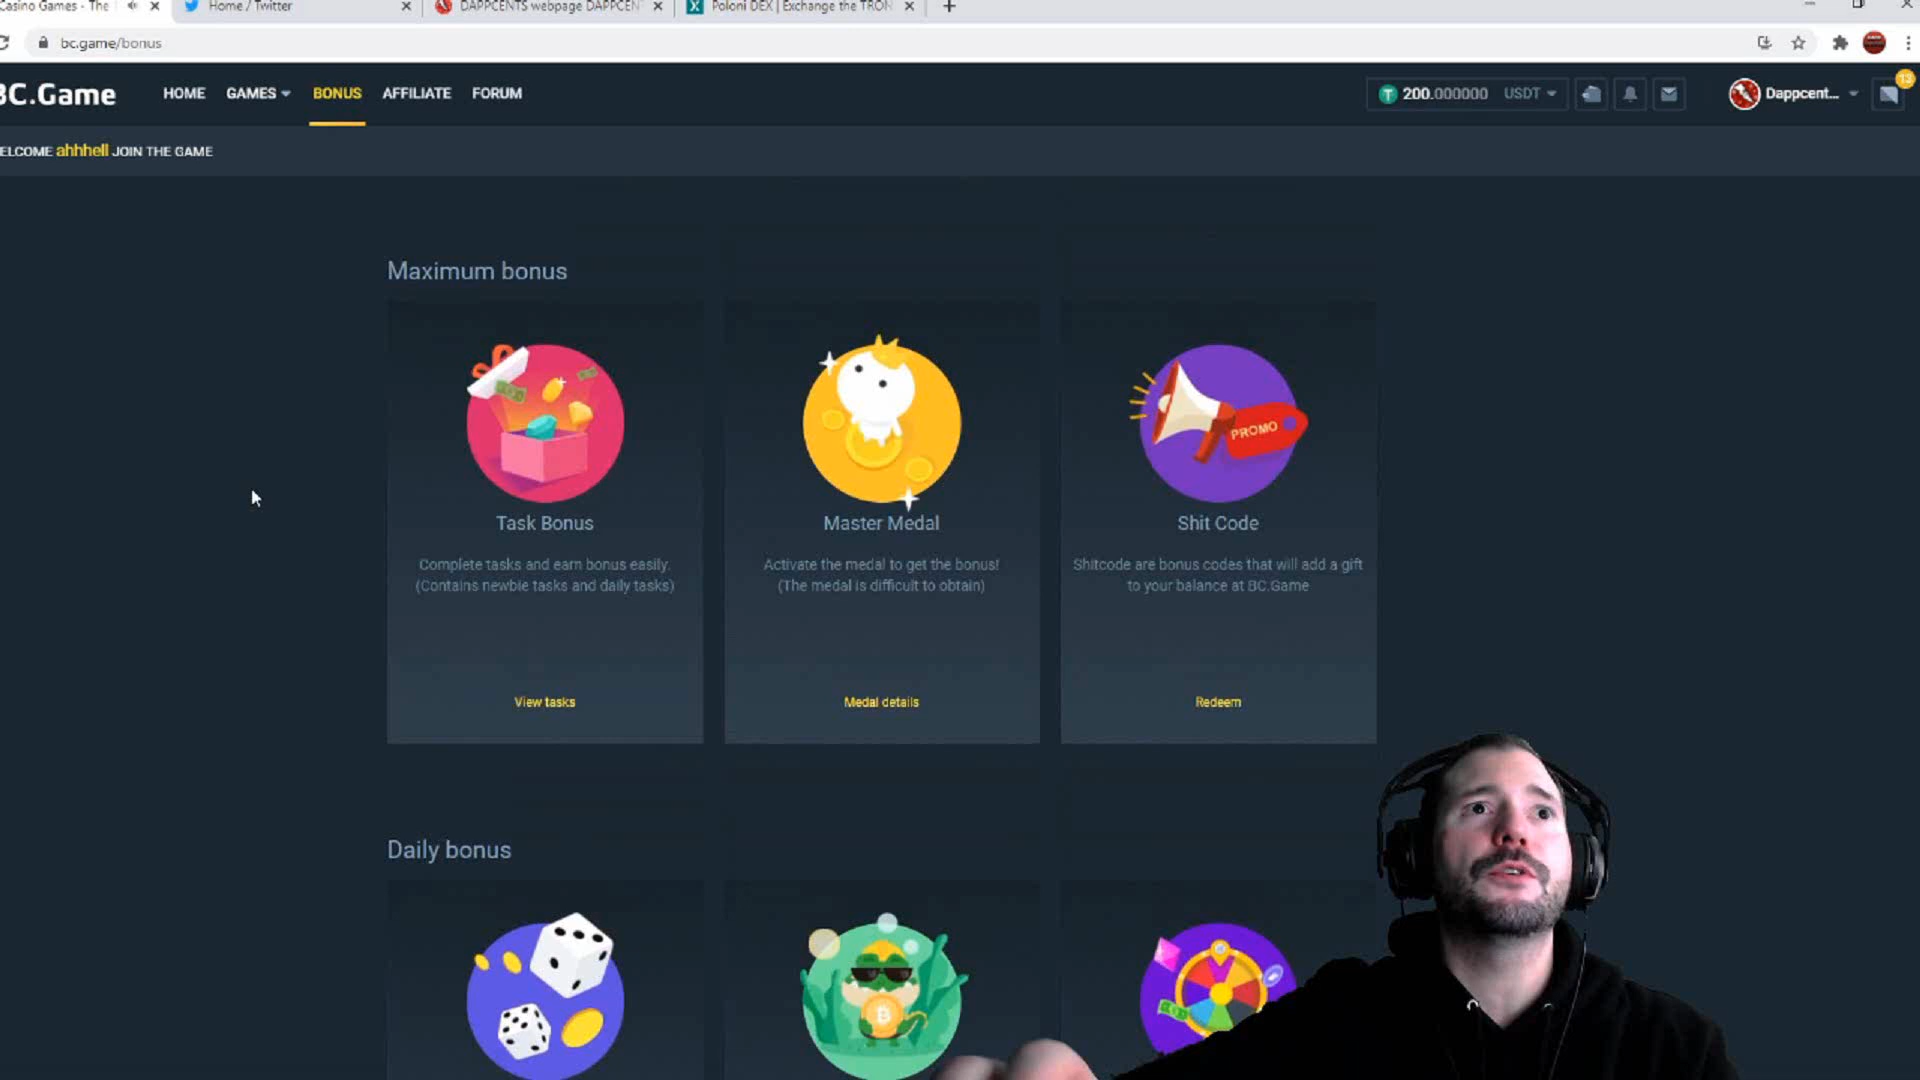 Casino Games - The
Home / Twitter
DAPPCENTS webpage DAPPCEN
Poloni DEX | Exchange the TRON
bc.game/bonus
BC.Game
HOME
GAMES
BONUS
AFFILIATE
FORUM
200.000000 USDT
Dappcent...
13
ELCOME ahhhell JOIN THE GAME
Maximum bonus
PROMO
Task Bonus
Complete tasks and earn bonus easily.
(Contains newbie tasks and daily tasks)
View tasks
Master Medal
Activate the medal to get the bonus!
(The medal is difficult to obtain)
Medal details
Shit Code
Shitcode are bonus codes that will add a gift
to your balance at BC.Game
Redeem
Daily bonus